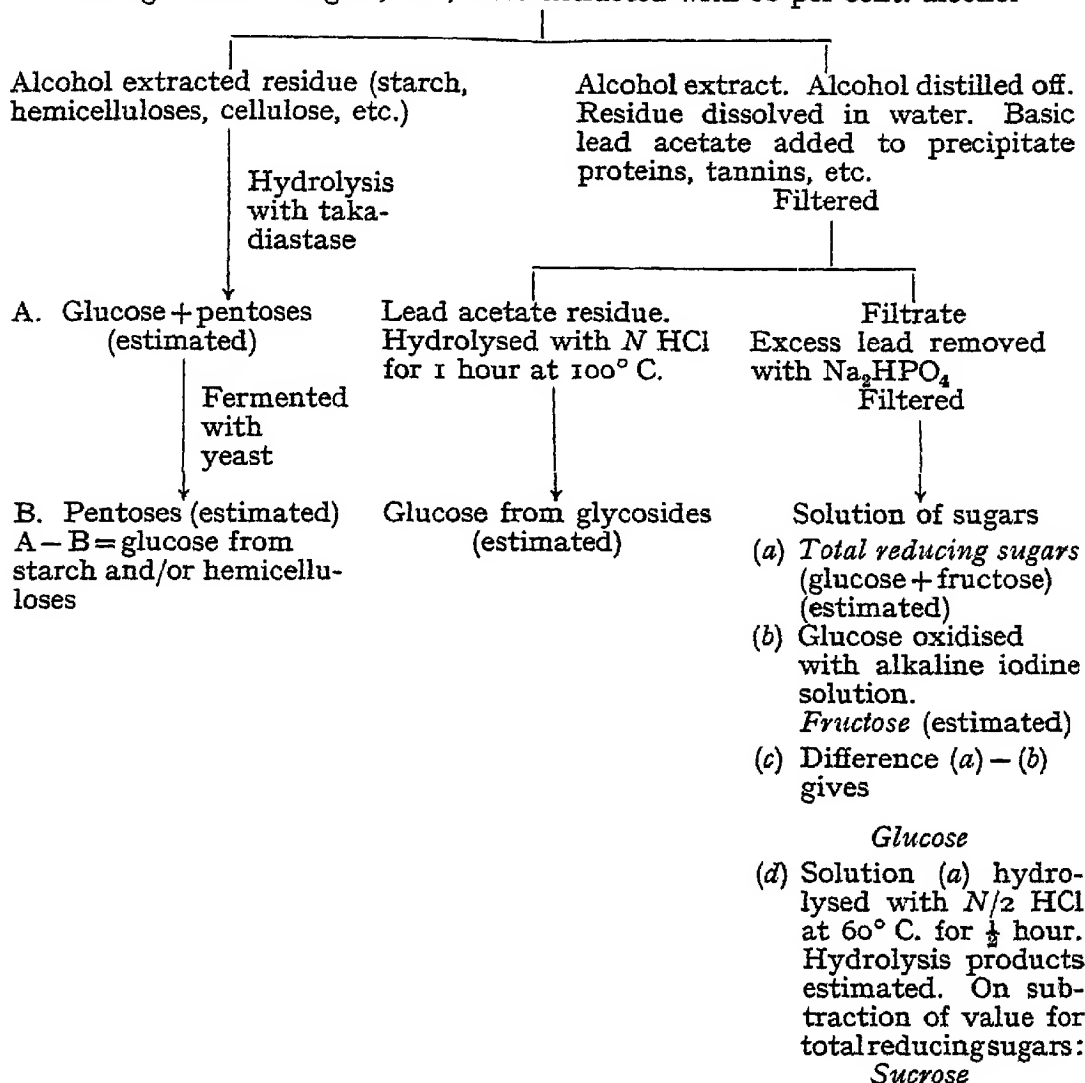 Alcohol extracted residue (starch,
hemicelluloses, cellulose, etc.)
Hydrolysis
with taka-
diastase
A. Glucose + pentoses
(estimated)
Fermented
with
yeast
B. Pentoses (estimated)
A − B = glucose from
starch and/or hemicellu-
loses
Alcohol extract. Alcohol distilled off.
Residue dissolved in water. Basic
lead acetate added to precipitate
proteins, tannins, etc.
Filtered
Lead acetate residue.
Hydrolysed with N HCl
for 1 hour at 100° C.
Glucose from glycosides
(estimated)
Filtrate
Excess lead removed
with Na₂HPO₄
Filtered
Solution of sugars
(a) Total reducing sugars
(glucose + fructose)
(estimated)
(b) Glucose oxidised
with alkaline iodine
solution.
Fructose (estimated)
(c) Difference (a) − (b)
gives
Glucose
(d) Solution (a) hydro-
lysed with N/2 HCl
at 60° C. for ½ hour.
Hydrolysis products
estimated. On sub-
traction of value for
total reducing sugars:
Sucrose